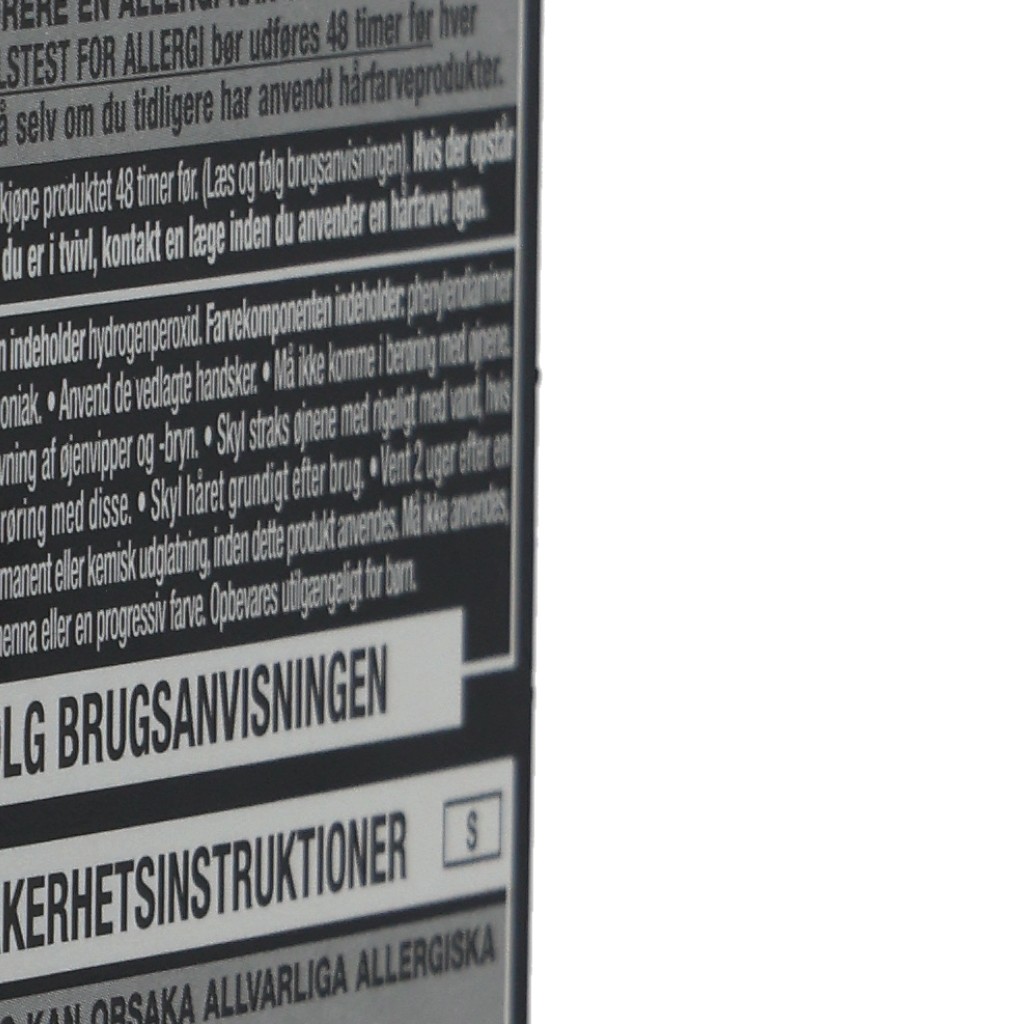 EN
LSTEST FOR ALLERGI bør udføres 48 timer før hver
å selv om du tidligere har anvendt hårfarveprodukter.
kjøpe produktet 48 timer før. (Læs og følg brugsanvisningen). Hvis der opstår
du er i tvivl, kontakt en læge inden du anvender en hårfarve igen.
n indeholder hydrogenperoxid. Farvekomponenten indeholder: phenylendiaminer
oniak. • Anvend de vedlagte handsker. • Må ikke komme i berøring med øjnene.
vning af øjenvipper og -bryn. • Skyl straks øjnene med rigeligt med vand, hvis
røring med disse. • Skyl håret grundigt efter brug. • Vent 2 uger efter en
manent eller kemisk udglatning, inden dette produkt anvendes. Må ikke anvendes,
henna eller en progressiv farve. Opbevares utilgængeligt for børn.
LG BRUGSANVISNINGEN
KERHETSINSTRUKTIONER S
KAN ORSAKA ALLVARLIGA ALLERGISKA